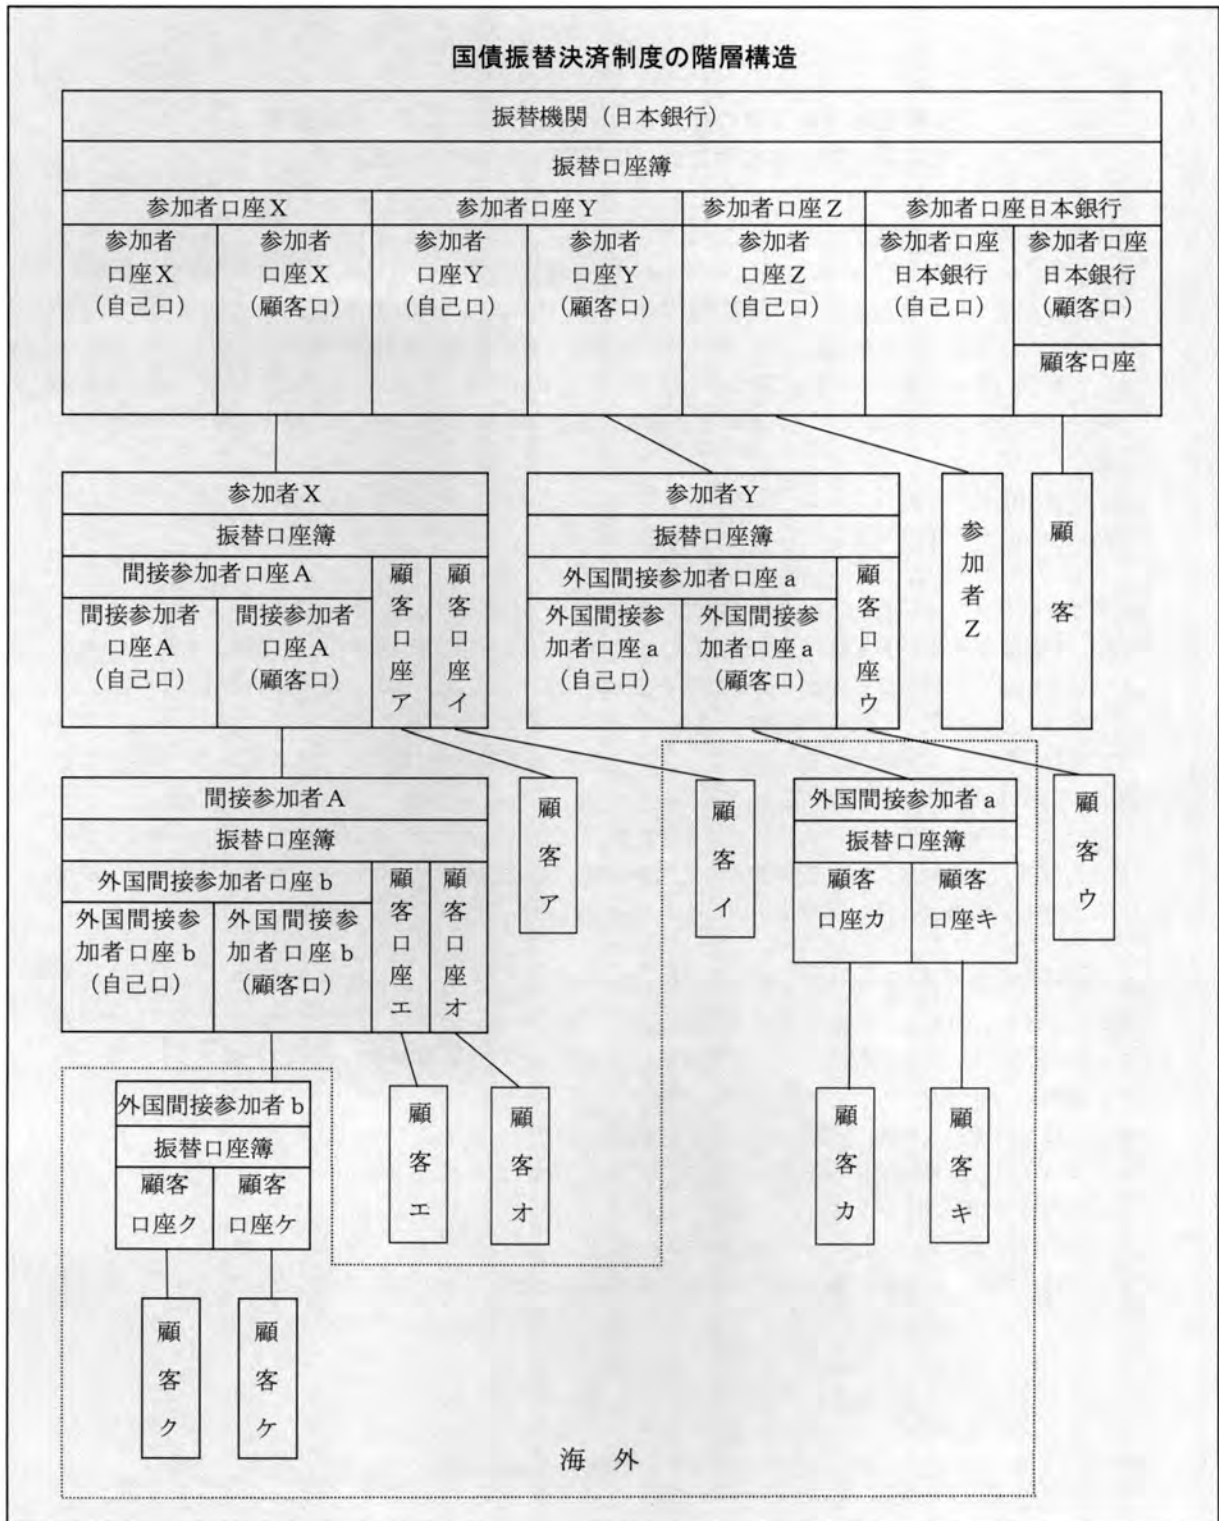 国債振替決済制度の階層構造
振替機関（日本銀行）
振替口座簿
参加者口座X
参加者口座Y
参加者口座Z
参加者口座日本銀行
参加者
口座X
（自己口）
参加者
口座X
（顧客口）
参加者
口座Y
（自己口）
参加者
口座Y
（顧客口）
参加者
口座Z
（自己口）
参加者口座
日本銀行
（自己口）
参加者口座
日本銀行
（顧客口）
顧客口座
参加者X
振替口座簿
間接参加者口座A
間接参加者
口座A
（自己口）
間接参加者
口座A
（顧客口）
顧客口座ア
顧客口座イ
参加者Y
振替口座簿
外国間接参加者口座a
外国間接参
加者口座a
（自己口）
外国間接参
加者口座a
（顧客口）
顧客口座ウ
参加者Z
顧客
間接参加者A
振替口座簿
外国間接参加者口座b
外国間接参
加者口座b
（自己口）
外国間接参
加者口座b
（顧客口）
顧客口座エ
顧客口座オ
顧客ア
顧客イ
外国間接参加者a
振替口座簿
顧客
口座カ
顧客
口座キ
顧客ウ
外国間接参加者b
振替口座簿
顧客
口座ク
顧客
口座ケ
顧客エ
顧客オ
顧客カ
顧客キ
顧客ク
顧客ケ
海外